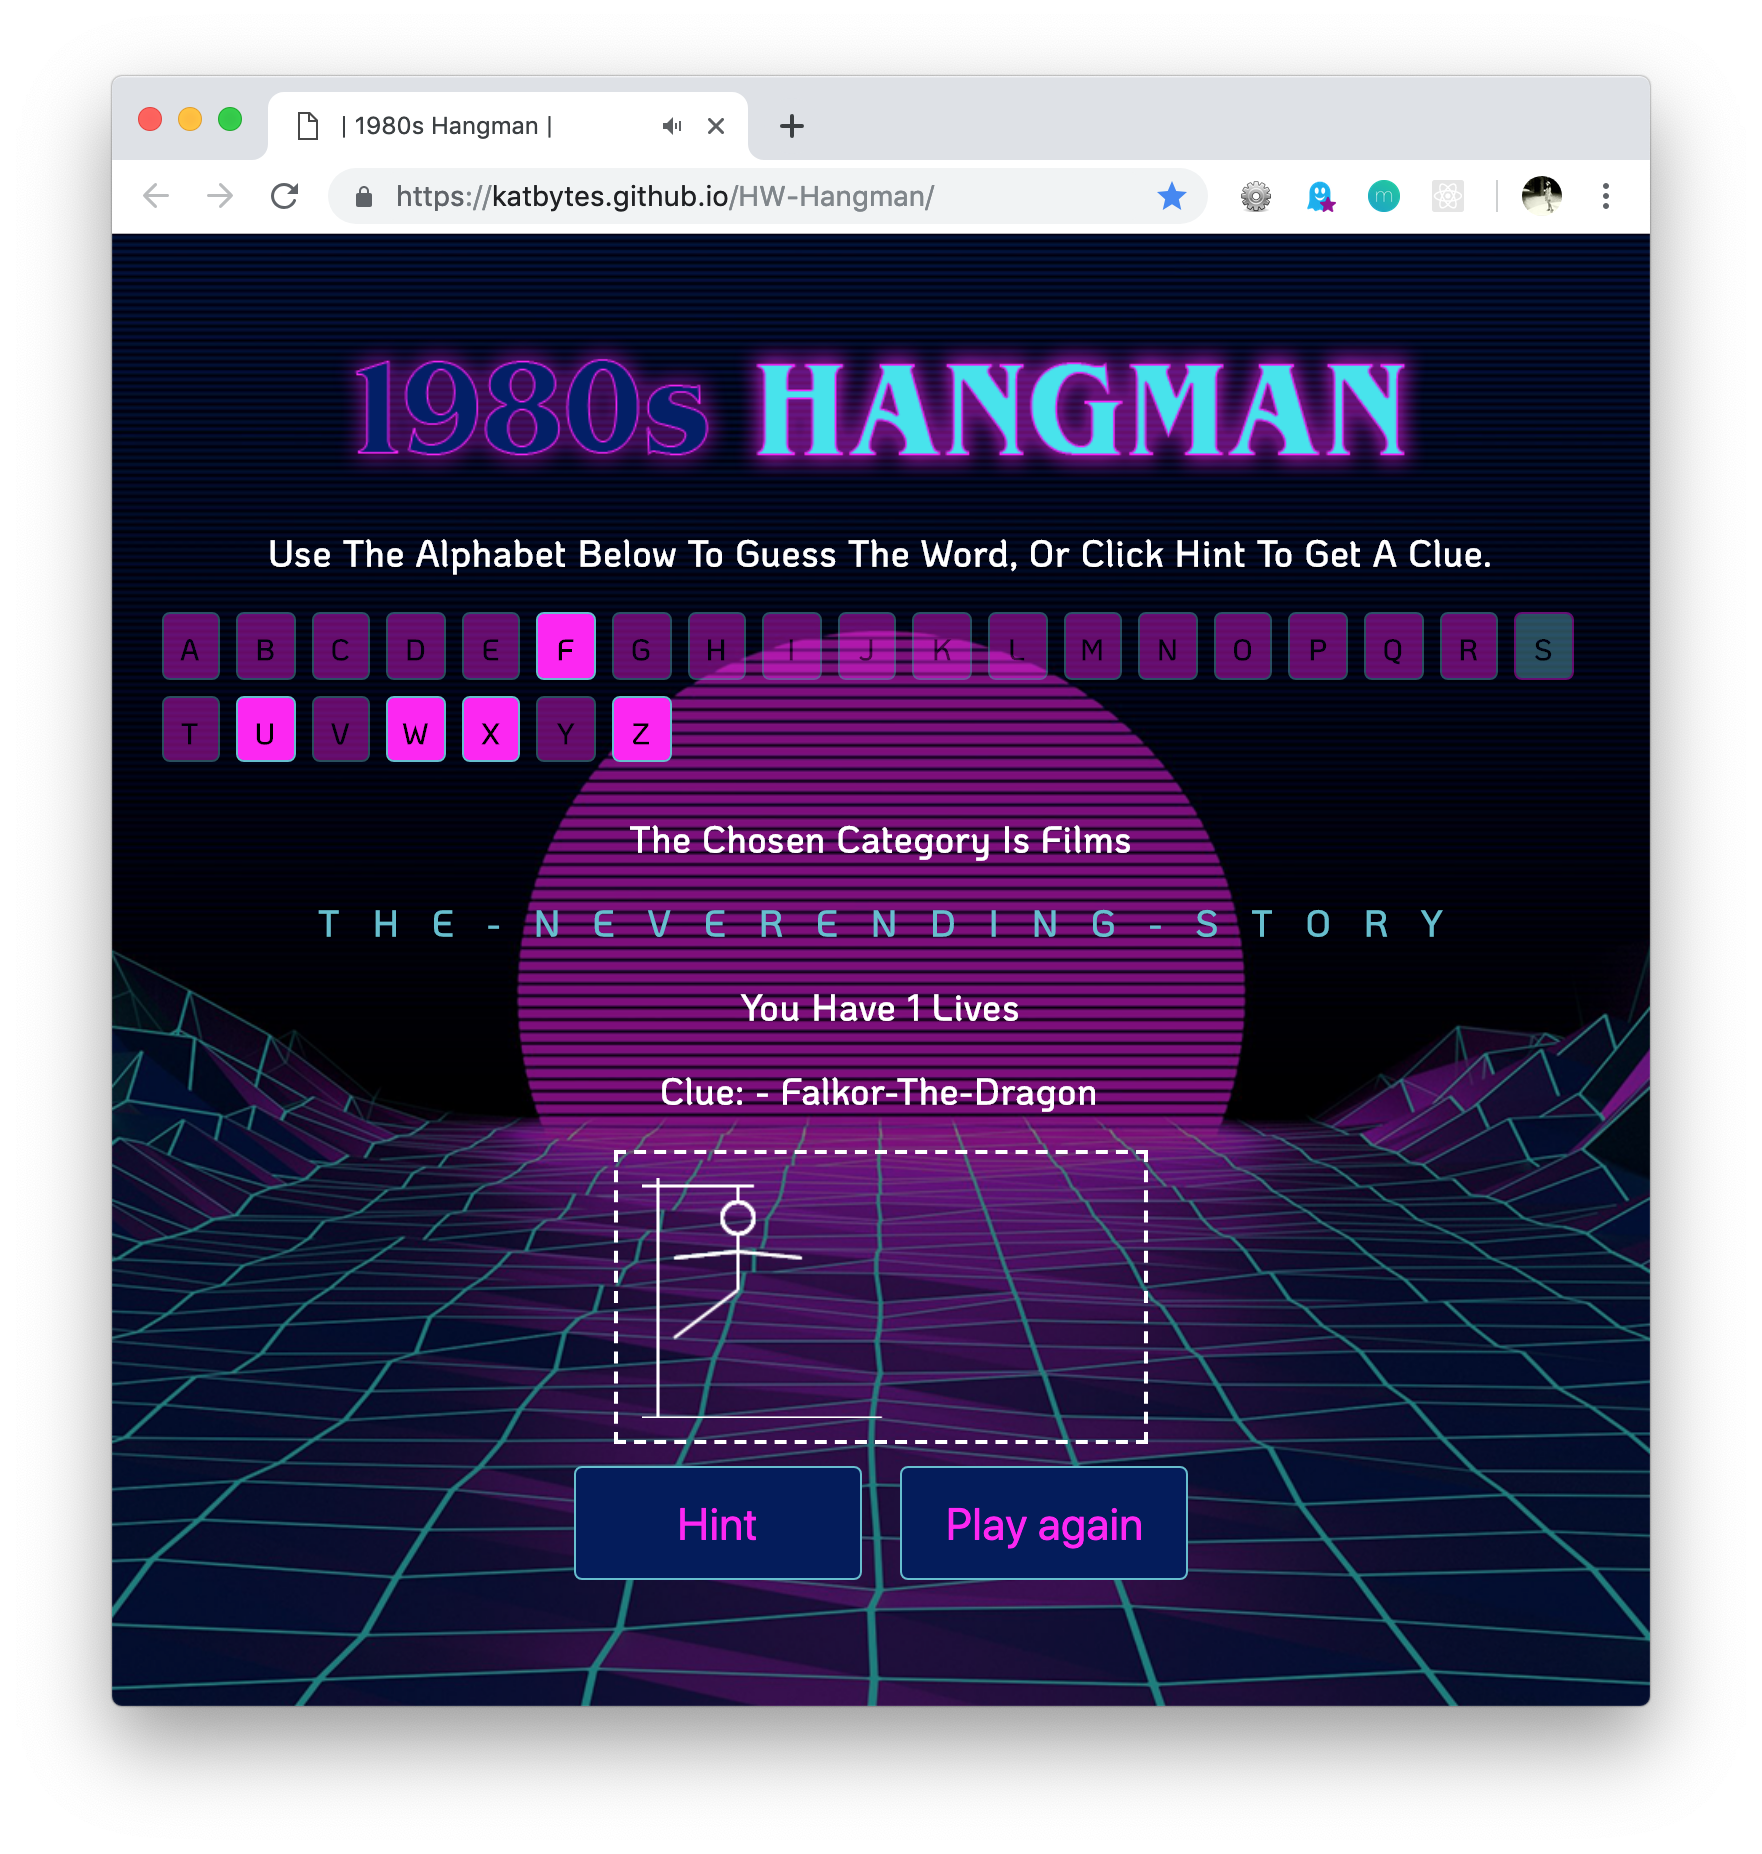 | 1980s Hangman |
https://katbytes.github.io/HW-Hangman/
m
1980s HANGMAN
Use The Alphabet Below To Guess The Word, Or Click Hint To Get A Clue.
A B C D E F G H I J K L M N O P Q R S
T U V W X Y Z
The Chosen Category Is Films
T H E - N E V E R E N D I N G - S T O R Y
You Have 1 Lives
Clue: - Falkor-The-Dragon
Hint Play again